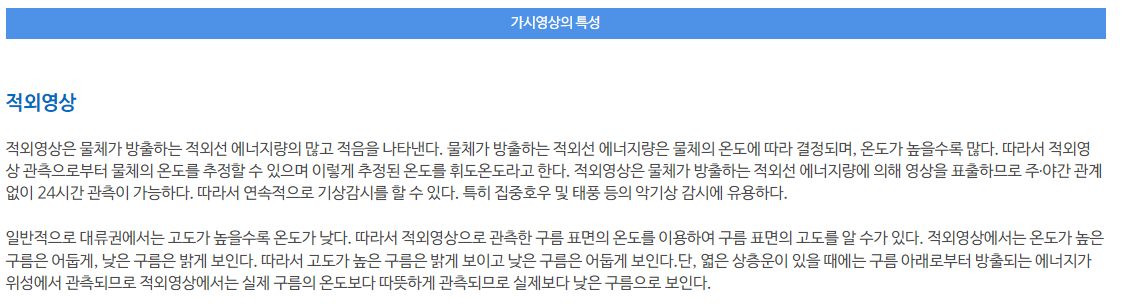 가시영상의 특성
적외영상
적외영상은 물체가 방출하는 적외선 에너지량의 많고 적음을 나타낸다. 물체가 방출하는 적외선 에너지량은 물체의 온도에 따라 결정되며, 온도가 높을수록 많다. 따라서 적외영
상 관측으로부터 물체의 온도를 추정할 수 있으며 이렇게 추정된 온도를 휘도온도라고 한다. 적외영상은 물체가 방출하는 적외선 에너지량에 의해 영상을 표출하므로 주·야간 관계
없이 24시간 관측이 가능하다. 따라서 연속적으로 기상감시를 할 수 있다. 특히 집중호우 및 태풍 등의 악기상 감시에 유용하다.
일반적으로 대류권에서는 고도가 높을수록 온도가 낮다. 따라서 적외영상으로 관측한 구름 표면의 온도를 이용하여 구름 표면의 고도를 알 수가 있다. 적외영상에서는 온도가 높은
구름은 어둡게, 낮은 구름은 밝게 보인다. 따라서 고도가 높은 구름은 밝게 보이고 낮은 구름은 어둡게 보인다.단, 엷은 상층운이 있을 때에는 구름 아래로부터 방출되는 에너지가
위성에서 관측되므로 적외영상에서는 실제 구름의 온도보다 따뜻하게 관측되므로 실제보다 낮은 구름으로 보인다.